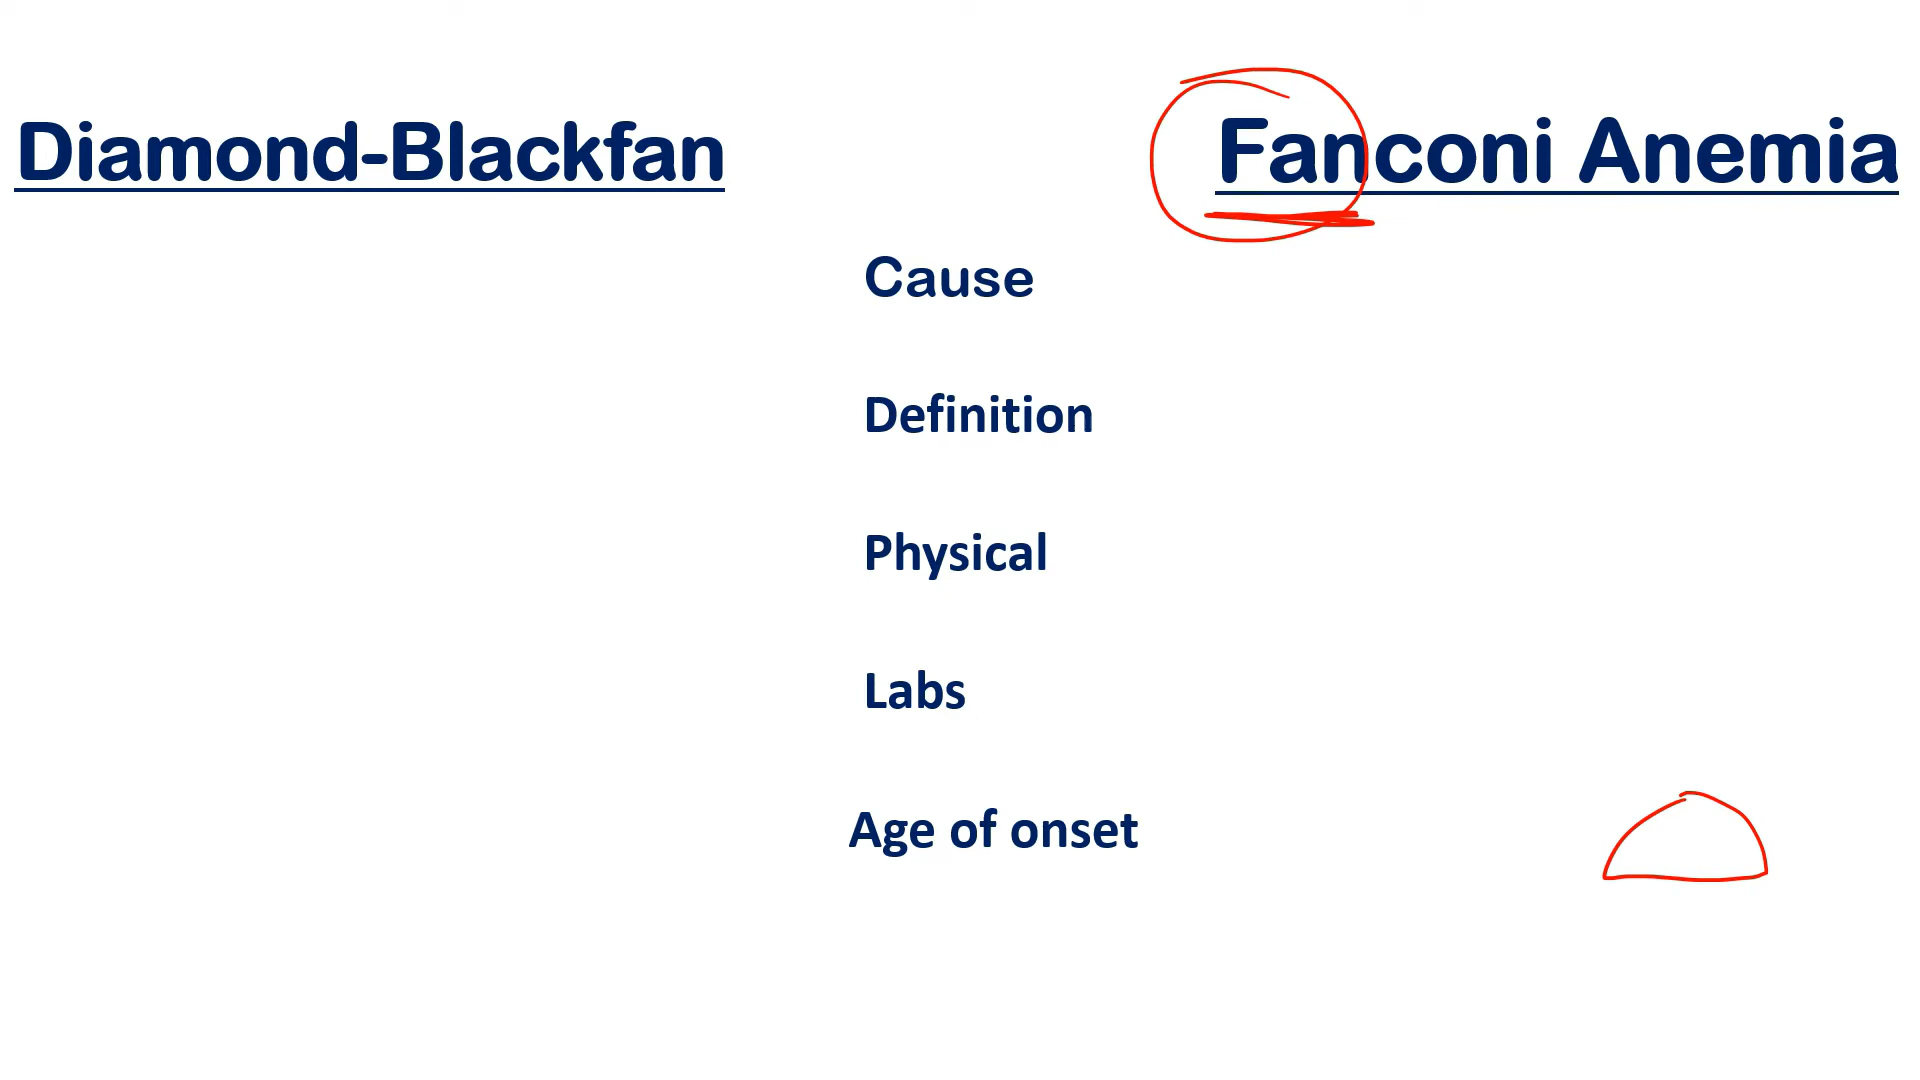 Diamond-Blackfan
Fanconi Anemia
Cause
Definition
Physical
Labs
Age of onset